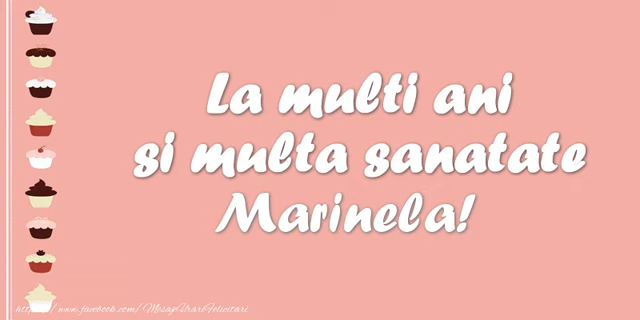 La multi ani
si multa sanatate
Marinela!
www.facebook.com/MesajeUrariFelicitari